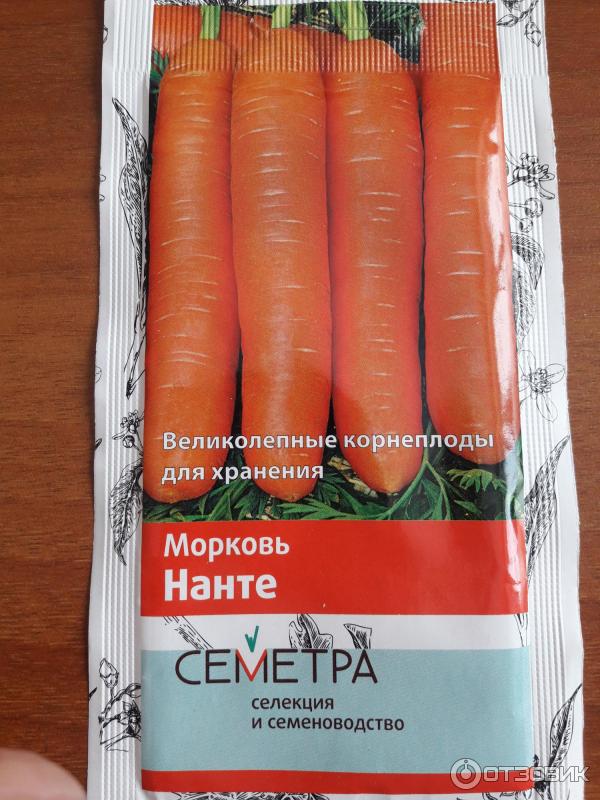 Великолепные корнеплоды
для хранения
Морковь
Нанте
СЕМЕТРА
селекция
и семеноводство
ОТЗОВИК